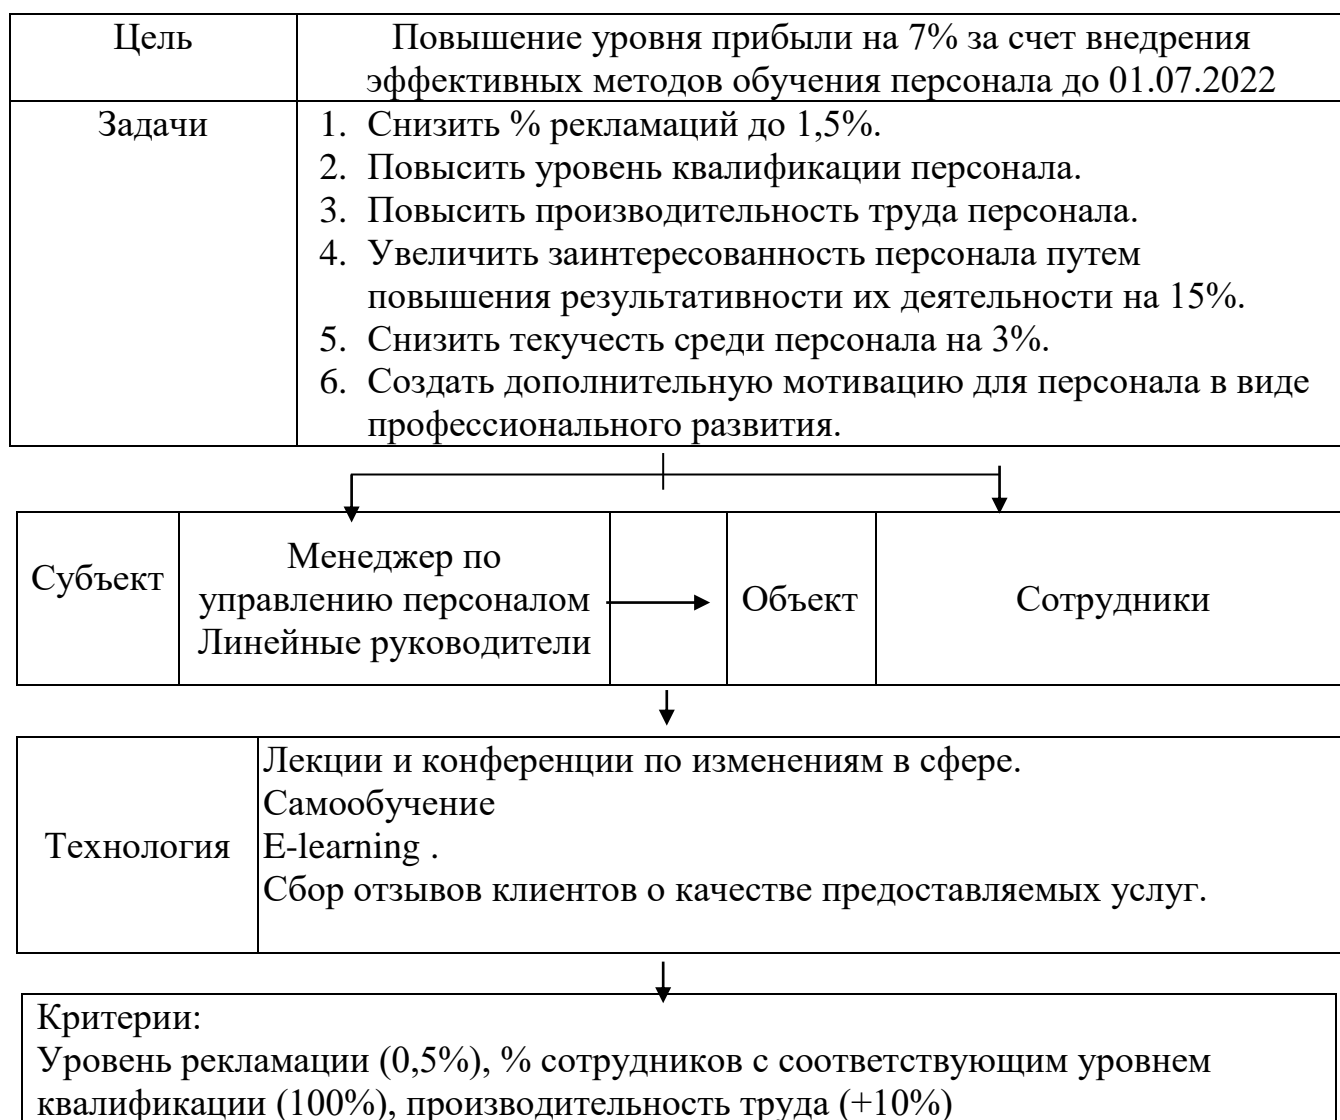 Цель
Повышение уровня прибыли на 7% за счет внедрения
эффективных методов обучения персонала до 01.07.2022
Задачи
1. Снизить % рекламаций до 1,5%.
2. Повысить уровень квалификации персонала.
3. Повысить производительность труда персонала.
4. Увеличить заинтересованность персонала путем
повышения результативности их деятельности на 15%.
5. Снизить текучесть среди персонала на 3%.
6. Создать дополнительную мотивацию для персонала в виде
профессионального развития.
Субъект
Менеджер по
управлению персоналом
Линейные руководители
Объект
Сотрудники
Технология
Лекции и конференции по изменениям в сфере.
Самообучение
E-learning .
Сбор отзывов клиентов о качестве предоставляемых услуг.
Критерии:
Уровень рекламации (0,5%), % сотрудников с соответствующим уровнем
квалификации (100%), производительность труда (+10%)